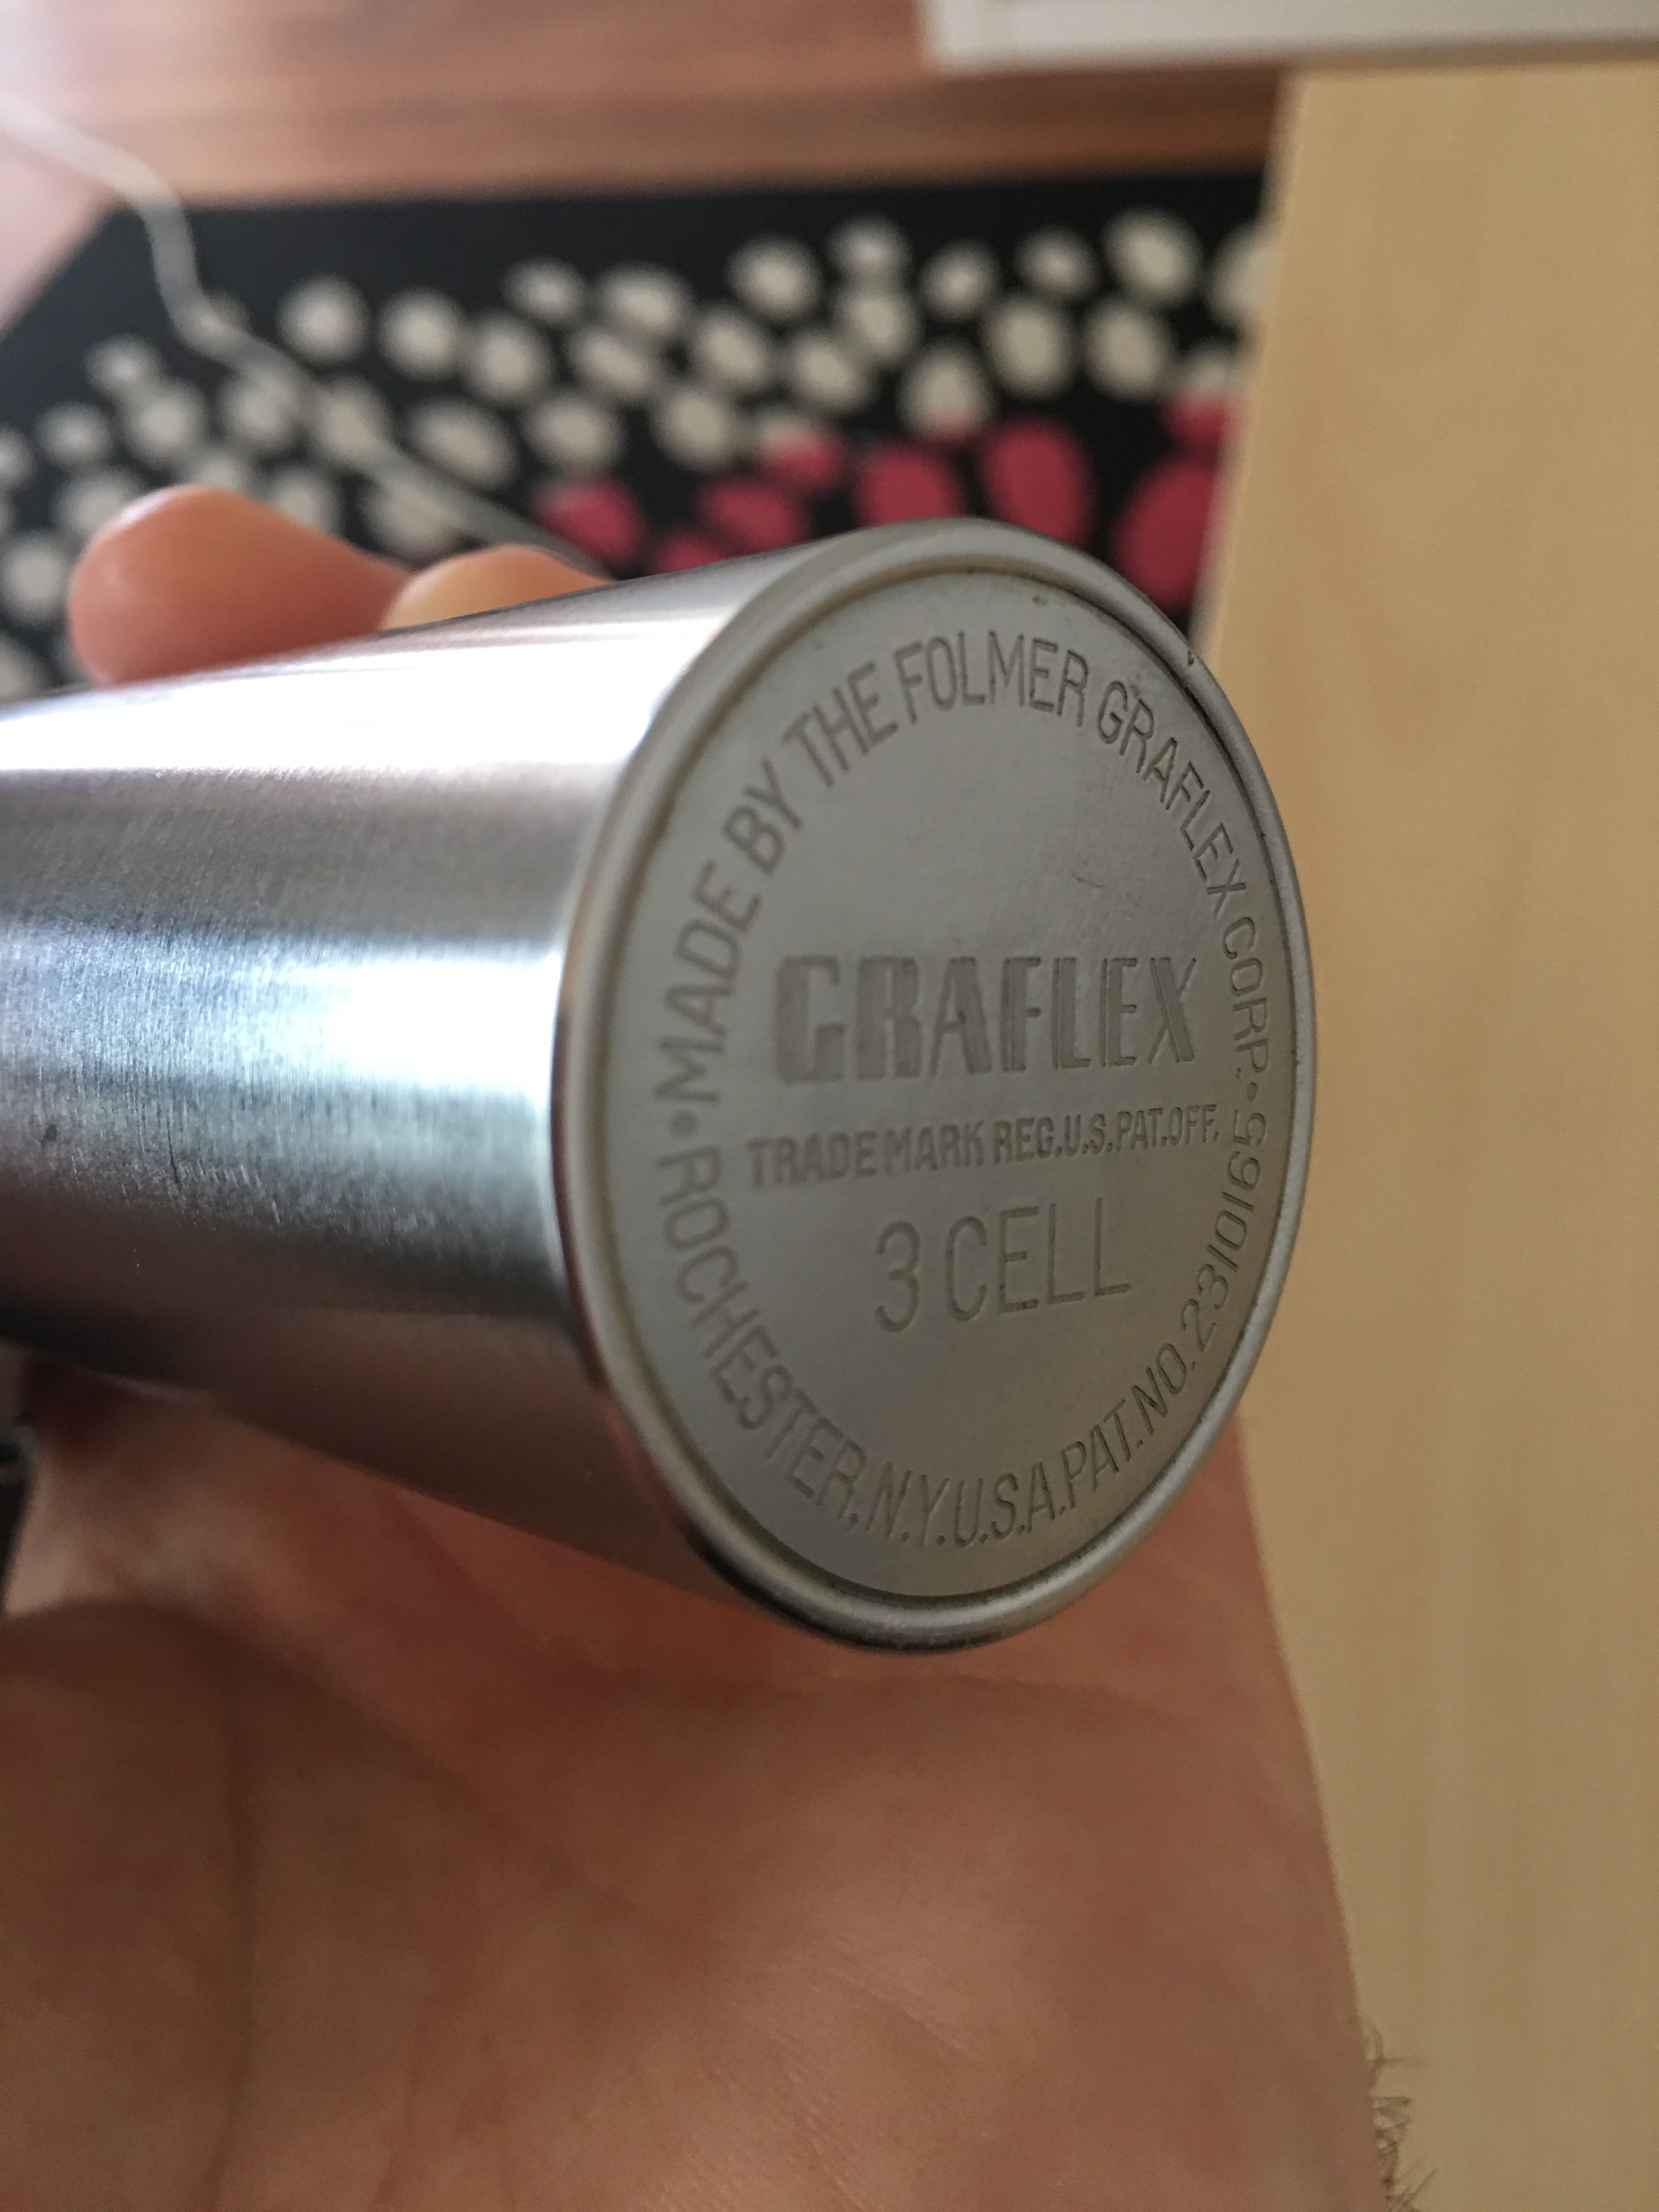 •MADE BY THE FOLMER GRAFLEX CORP.•
GRAFLEX
TRADE MARK REG.U.S.PAT.OFF.
3 CELL
ROCHESTER.N.Y.U.S.A.PAT.NO.2310165